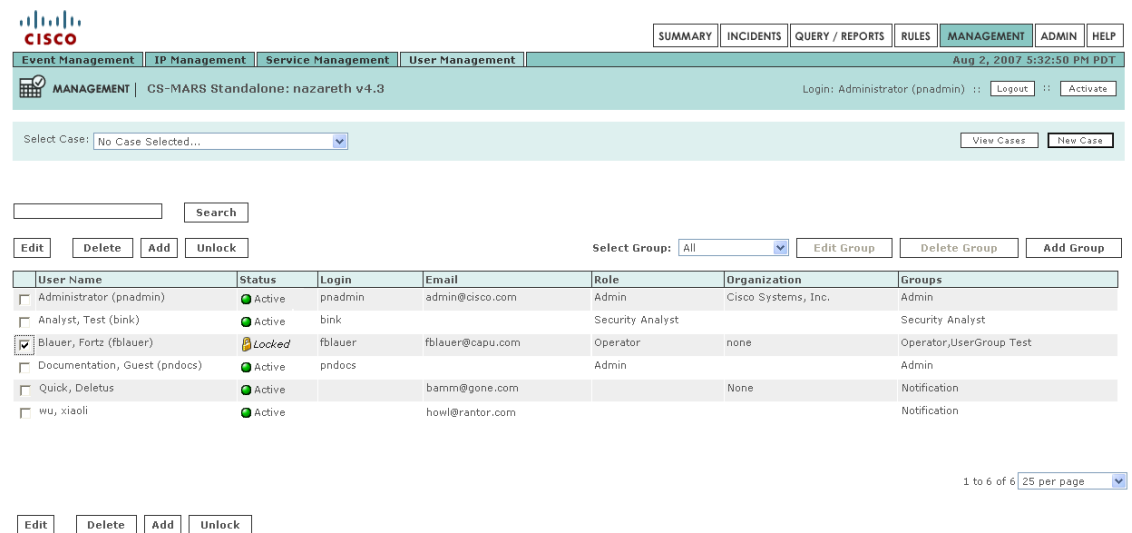 CISCO
SUMMARY INCIDENTS QUERY / REPORTS RULES MANAGEMENT ADMIN HELP
Event Management IP Management Service Management User Management Aug 2, 2007 5:32:50 PM PDT
MANAGEMENT | CS-MARS Standalone: nazareth v4.3 Login: Administrator (pnadmin) :: Logout :: Activate
Select Case: No Case Selected... View Cases New Case
Search
Edit Delete Add Unlock Select Group: All Edit Group Delete Group Add Group
User Name Status Login Email Role Organization Groups
Administrator (pnadmin) Active pnadmin admin@cisco.com Admin Cisco Systems, Inc. Admin
Analyst, Test (bink) Active bink Security Analyst Security Analyst
Blauer, Fortz (fblauer) Locked fblauer fblauer@capu.com Operator none Operator,UserGroup Test
Documentation, Guest (pndocs) Active pndocs Admin Admin
Quick, Deletus Active bamm@gone.com None Notification
wu, xiaoli Active howl@rantor.com Notification
1 to 6 of 6 25 per page
Edit Delete Add Unlock